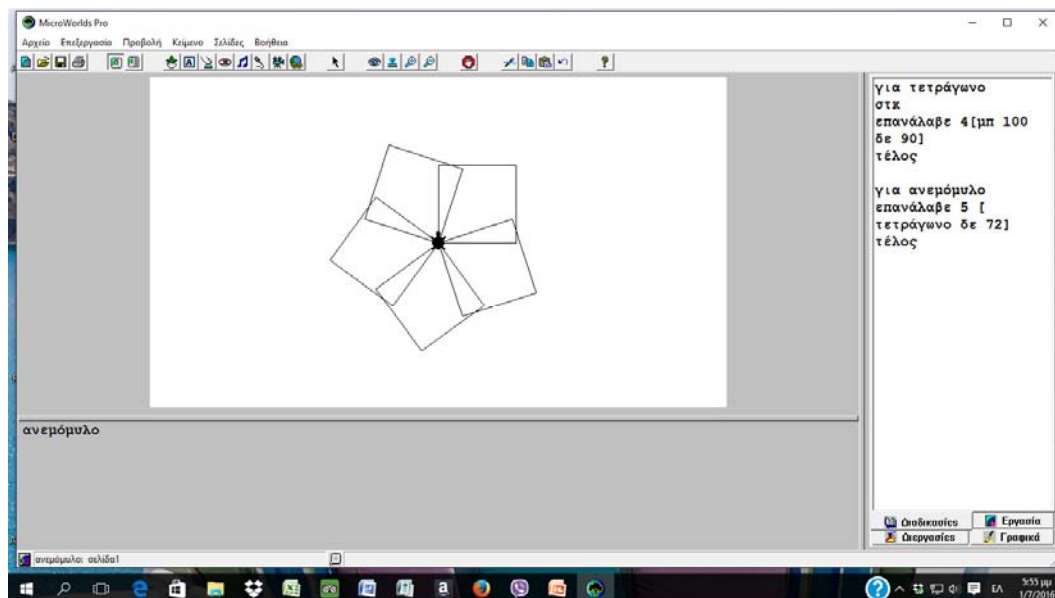 MicroWorlds Pro
Αρχείο Επεξεργασία Προβολή Κείμενο Σελίδες Βοήθεια
για τετράγωνο
στκ
επανάλαβε 4[μπ 100
δε 90]
τέλος
για ανεμόμυλο
επανάλαβε 5 [
τετράγωνο δε 72]
τέλος
ανεμόμυλο
Διαδικασίες Εργασία
Διεργασίες Γραφικά
ανεμόμυλο: σελίδα1
ΕΛ
5:55 μμ
1/7/2016